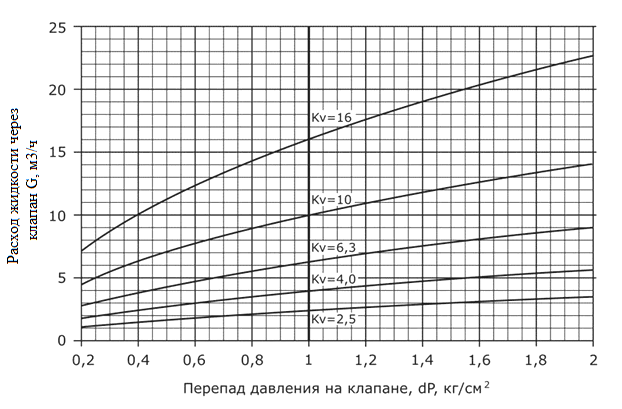 25
20
15
10
5
0
Расход жидкости через
клапан G, м3/ч
Kv=16
Kv=10
Kv=6,3
Kv=4,0
Kv=2,5
0,2 0,4 0,6 0,8 1 1,2 1,4 1,6 1,8 2
Перепад давления на клапане, dP, кг/см²